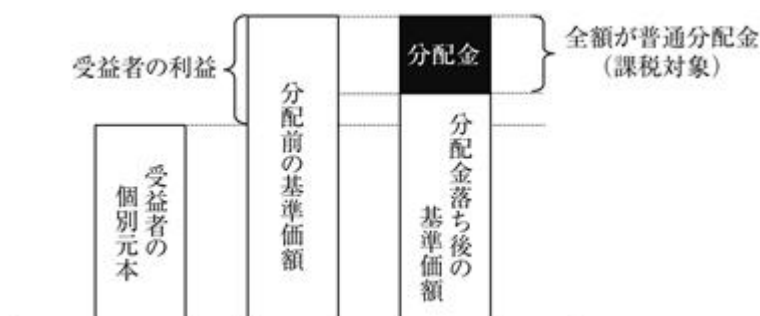 受益者の利益
分配前の基準価額
分配金
全額が普通分配金
（課税対象）
受益者の
個別元本
分配金落ち後の
基準価額